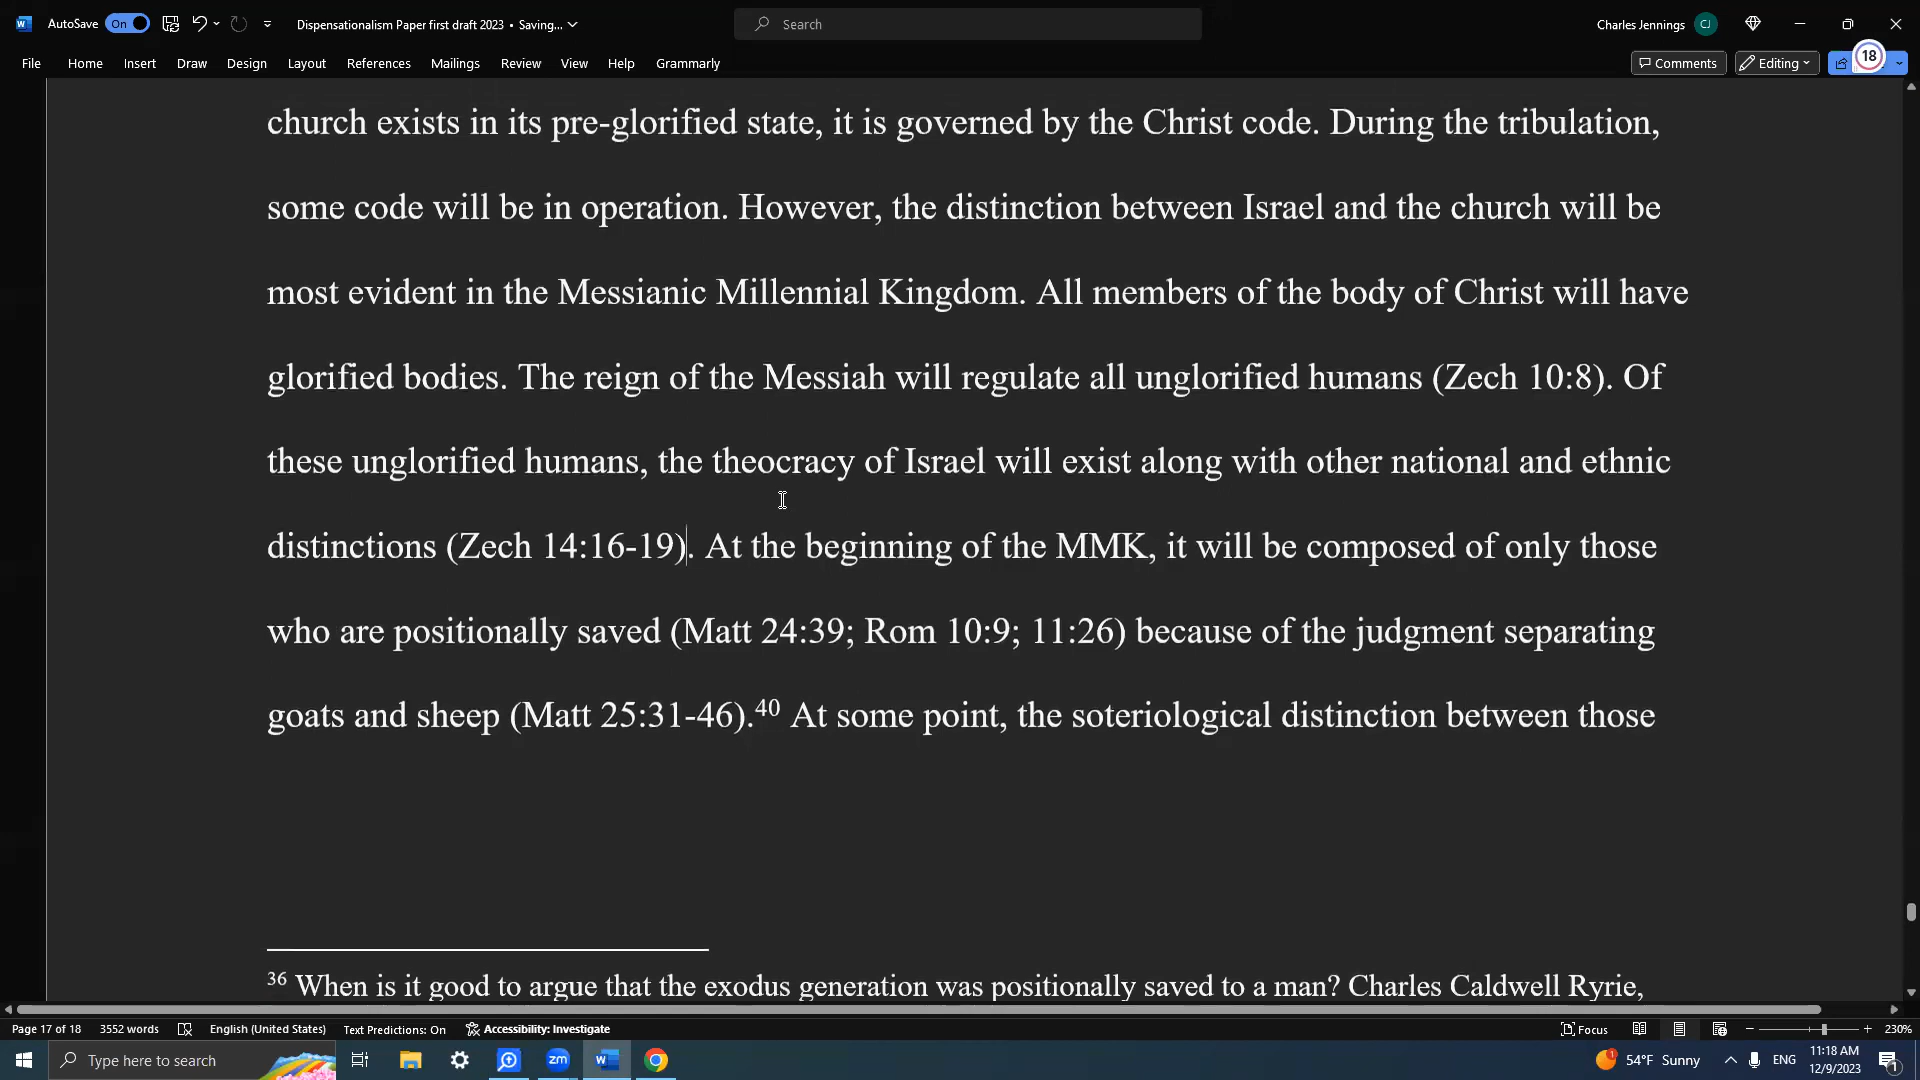 AutoSave On Dispensationalism Paper first draft 2023 • Saving... Search Charles Jennings CJ
File Home Insert Draw Design Layout References Mailings Review View Help Grammarly Comments Editing 18
church exists in its pre-glorified state, it is governed by the Christ code. During the tribulation,
some code will be in operation. However, the distinction between Israel and the church will be
most evident in the Messianic Millennial Kingdom. All members of the body of Christ will have
glorified bodies. The reign of the Messiah will regulate all unglorified humans (Zech 10:8). Of
these unglorified humans, the theocracy of Israel will exist along with other national and ethnic
distinctions (Zech 14:16-19). At the beginning of the MMK, it will be composed of only those
who are positionally saved (Matt 24:39; Rom 10:9; 11:26) because of the judgment separating
goats and sheep (Matt 25:31-46).40 At some point, the soteriological distinction between those
36 When is it good to argue that the exodus generation was positionally saved to a man? Charles Caldwell Ryrie,
Page 17 of 18 3552 words English (United States) Text Predictions: On Accessibility: Investigate Focus 230%
Type here to search zm W 1 54°F Sunny ENG 11:18 AM 1
12/9/2023